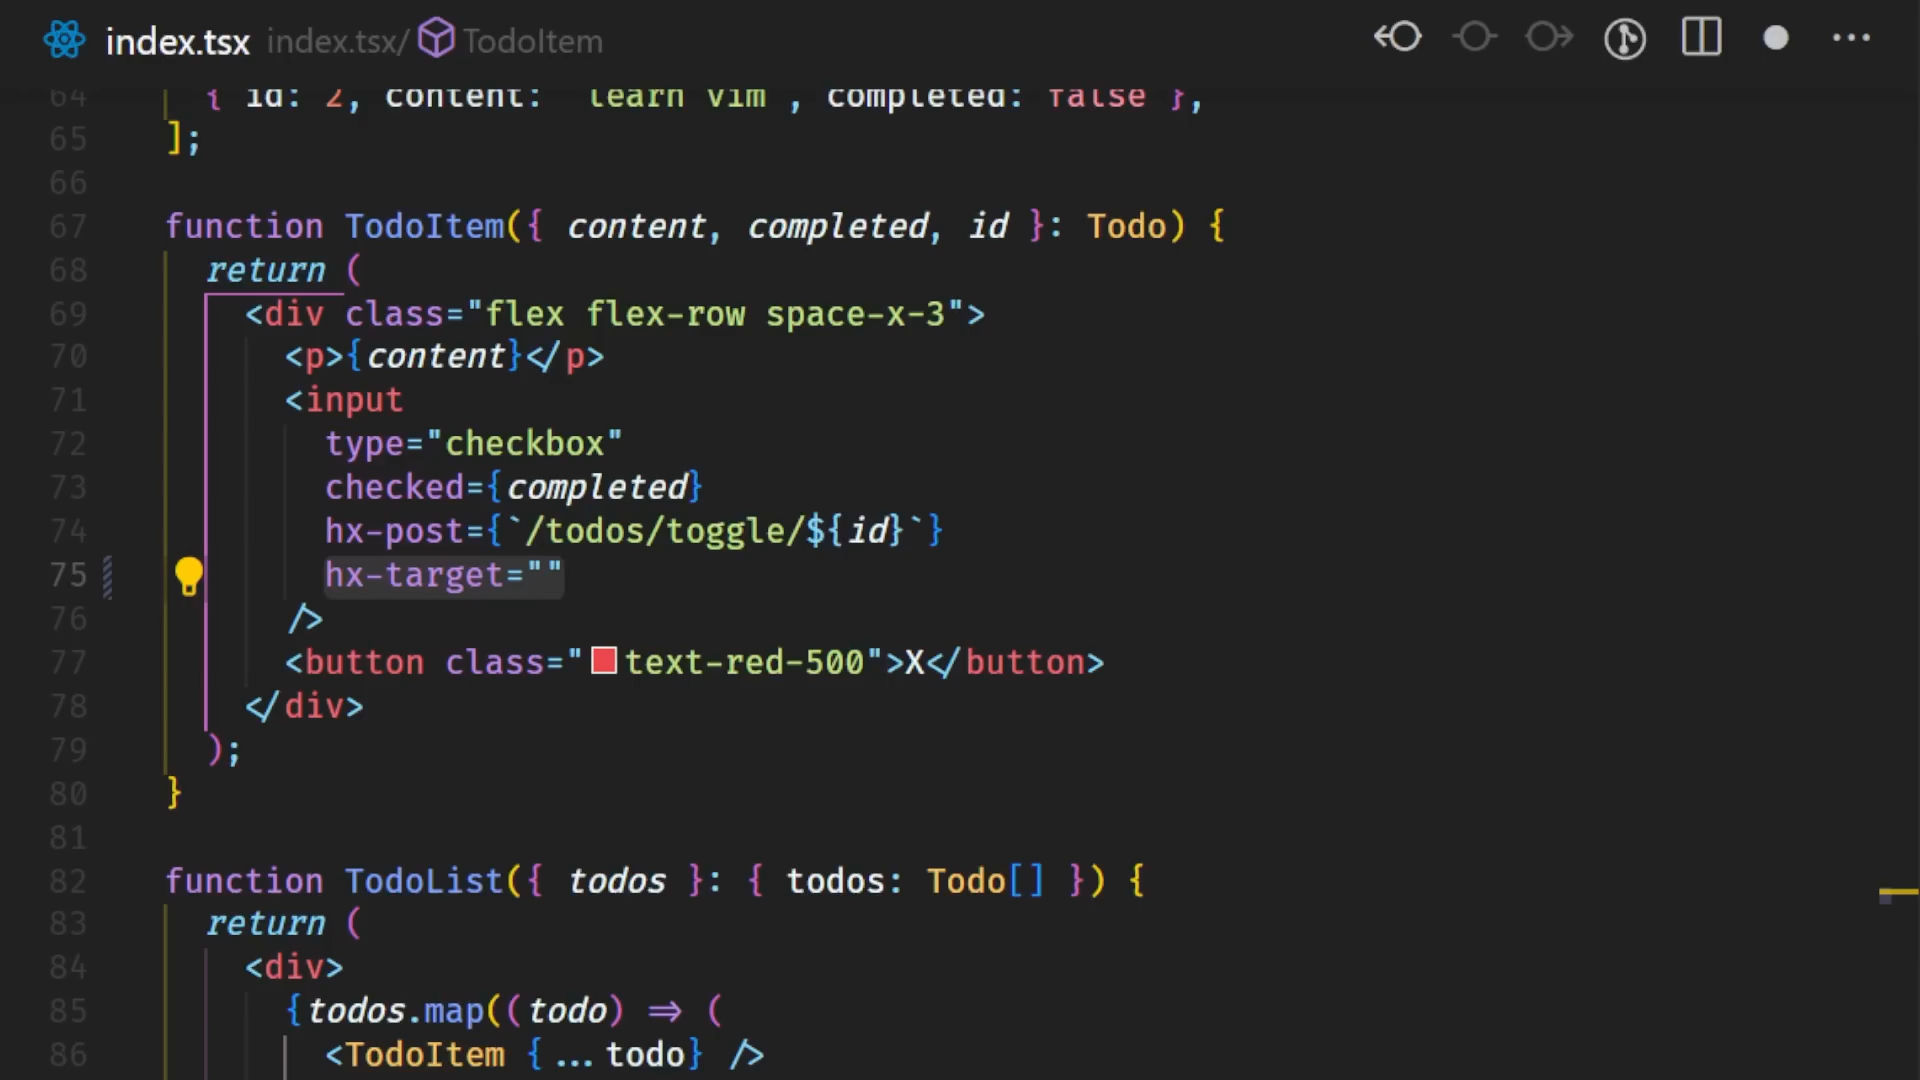 index.tsx index.tsx/ TodoItem
64 { id: 2, content: "learn vim", completed: false },
65 ];
66
67 function TodoItem({ content, completed, id }: Todo) {
68 return (
69 <div class="flex flex-row space-x-3">
70 <p>{content}</p>
71 <input
72 type="checkbox"
73 checked={completed}
74 hx-post={`/todos/toggle/${id}`}
75 hx-target=""
76 />
77 <button class="text-red-500">X</button>
78 </div>
79 );
80 }
81
82 function TodoList({ todos }: { todos: Todo[] }) {
83 return (
84 <div>
85 {todos.map((todo) => (
86 <TodoItem {...todo} />